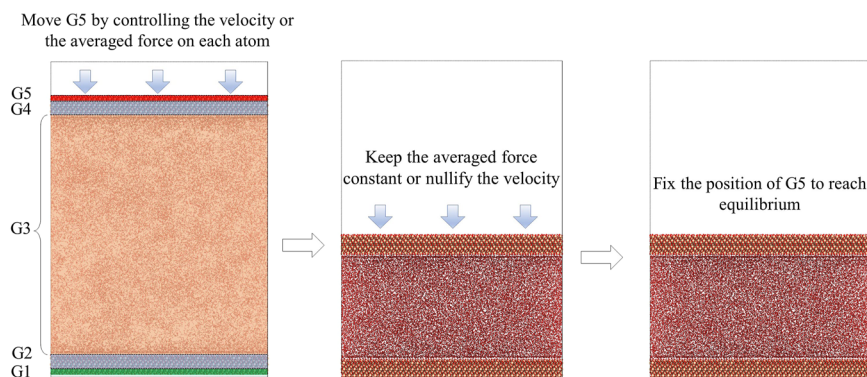 Move G5 by controlling the velocity or
the averaged force on each atom
G5
G4
G3
G2
G1
Keep the averaged force
constant or nullify the velocity
Fix the position of G5 to reach
equilibrium